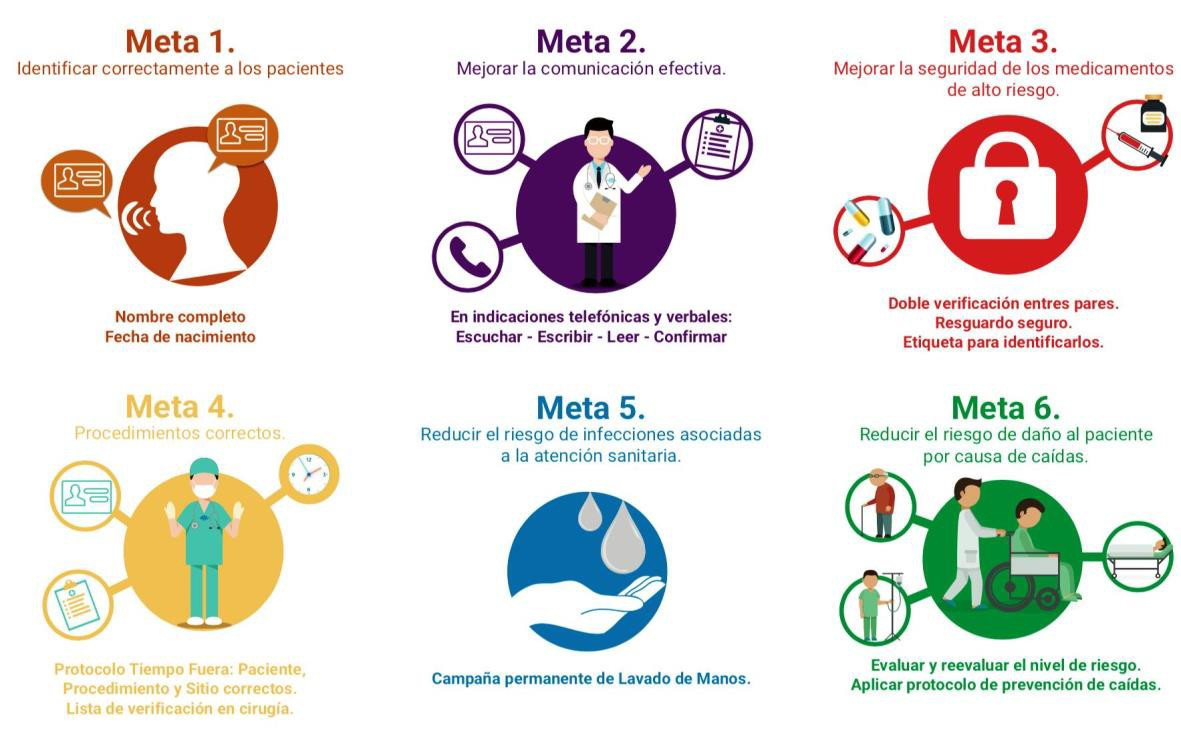 Meta 1.
Identificar correctamente a los pacientes
Nombre completo
Fecha de nacimiento
Meta 2.
Mejorar la comunicación efectiva.
En indicaciones telefónicas y verbales:
Escuchar - Escribir - Leer - Confirmar
Meta 3.
Mejorar la seguridad de los medicamentos
de alto riesgo.
Doble verificación entres pares.
Resguardo seguro.
Etiqueta para identificarlos.
Meta 4.
Procedimientos correctos.
12
3
6
9
Protocolo Tiempo Fuera: Paciente,
Procedimiento y Sitio correctos.
Lista de verificación en cirugía.
Meta 5.
Reducir el riesgo de infecciones asociadas
a la atención sanitaria.
Campaña permanente de Lavado de Manos.
Meta 6.
Reducir el riesgo de daño al paciente
por causa de caídas.
Evaluar y reevaluar el nivel de riesgo.
Aplicar protocolo de prevención de caídas.